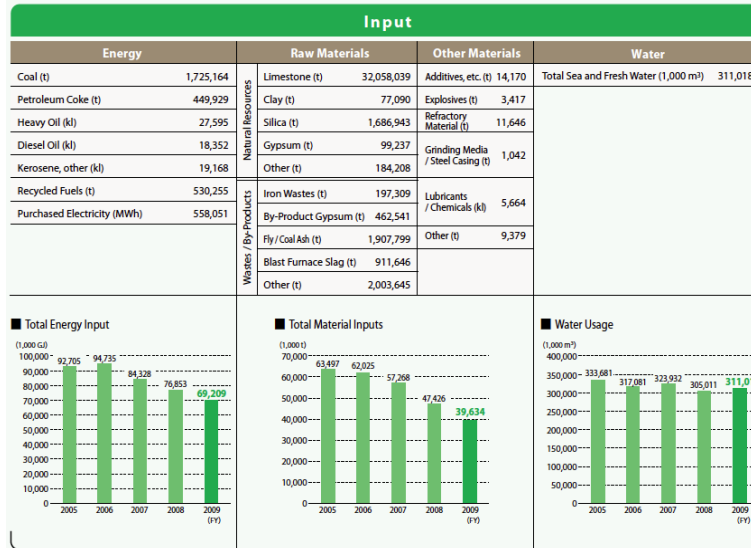 Input
Energy
Raw Materials
Other Materials
Water
Coal (t) 1,725,164
Petroleum Coke (t) 449,929
Heavy Oil (kl) 27,595
Diesel Oil (kl) 18,352
Kerosene, other (kl) 19,168
Recycled Fuels (t) 530,255
Purchased Electricity (MWh) 558,051
Natural Resources
Limestone (t) 32,058,039
Clay (t) 77,090
Silica (t) 1,686,943
Gypsum (t) 99,237
Other (t) 184,208
Wastes / By-Products
Iron Wastes (t) 197,309
By-Product Gypsum (t) 462,541
Fly / Coal Ash (t) 1,907,799
Blast Furnace Slag (t) 911,646
Other (t) 2,003,645
Additives, etc. (t) 14,170
Explosives (t) 3,417
Refractory
Material (t) 11,646
Grinding Media
/ Steel Casing (t) 1,042
Lubricants
/ Chemicals (kl) 5,664
Other (t) 9,379
Total Sea and Fresh Water (1,000 m³) 311,018
■ Total Energy Input
(1,000 GJ)
100,000
90,000
80,000
70,000
60,000
50,000
40,000
30,000
20,000
10,000
0
92,705 94,735 84,328 76,853 69,209
2005 2006 2007 2008 2009
(FY)
■ Total Material Inputs
(1,000 t)
70,000
60,000
50,000
40,000
30,000
20,000
10,000
0
63,497 62,025 57,268 47,426 39,634
2005 2006 2007 2008 2009
(FY)
■ Water Usage
(1,000 m³)
400,000
350,000
300,000
250,000
200,000
150,000
100,000
50,000
0
333,681 317,081 323,932 305,011 311,01
2005 2006 2007 2008 2009
(FY)